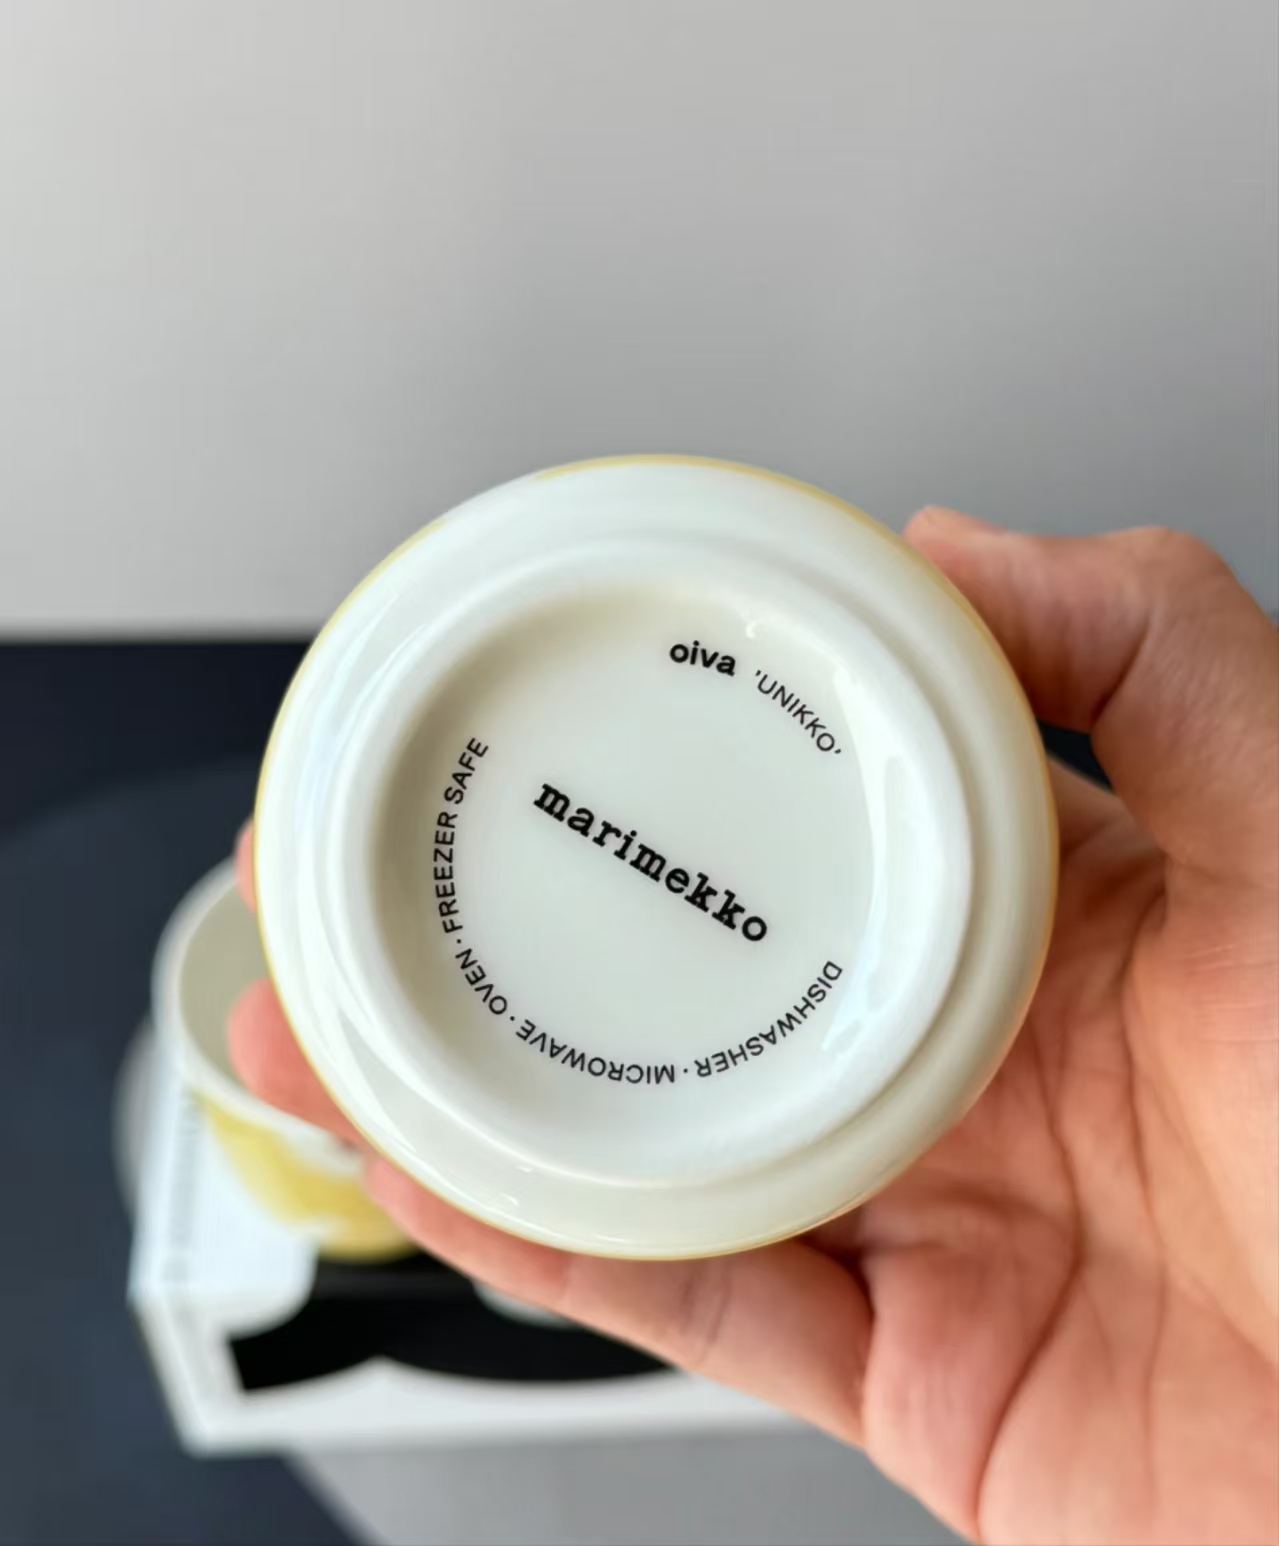 oiva 'UNIKKO'
marimekko
DISHWASHER · MICROWAVE · OVEN · FREEZER SAFE